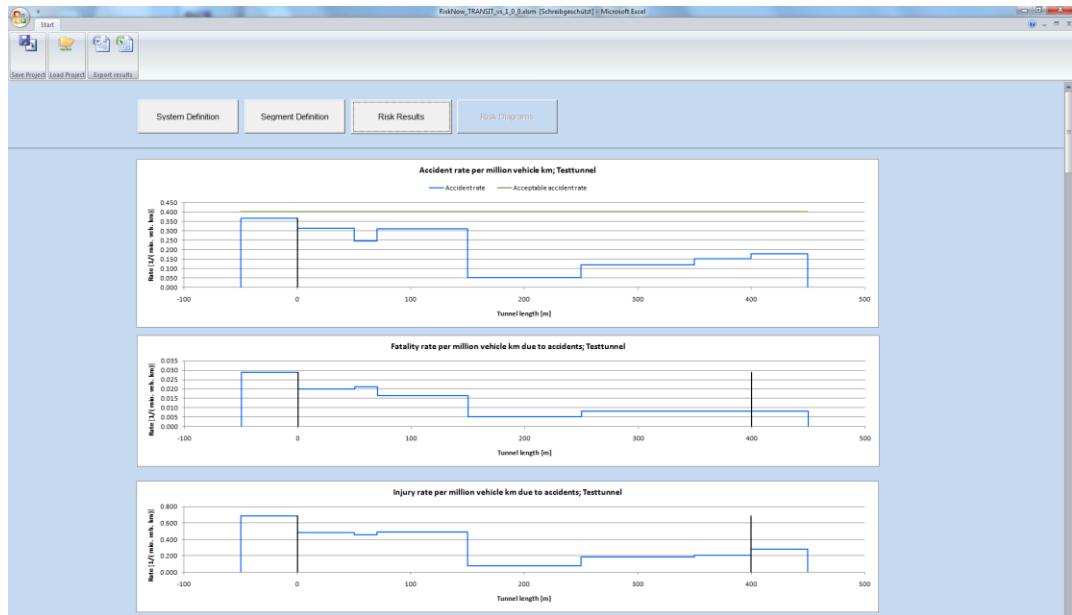 RiskNow_TRANSIT_vs_1_0_0.xlsm [Schreibgeschützt] - Microsoft Excel
Start
Save Project Load Project Export results
System Definition Segment Definition Risk Results Risk Diagrams
Accident rate per million vehicle km; Testtunnel
Accident rate Acceptable accident rate
Rate [1/( mio. veh. km)]
0.450
0.400
0.350
0.300
0.250
0.200
0.150
0.100
0.050
0.000
-100 0 100 200 300 400 500
Tunnel length [m]
Fatality rate per million vehicle km due to accidents; Testtunnel
Rate [1/( mio. veh. km)]
0.035
0.030
0.025
0.020
0.015
0.010
0.005
0.000
-100 0 100 200 300 400 500
Tunnel length [m]
Injury rate per million vehicle km due to accidents; Testtunnel
Rate [1/( mio. veh. km)]
0.800
0.600
0.400
0.200
0.000
-100 0 100 200 300 400 500
Tunnel length [m]